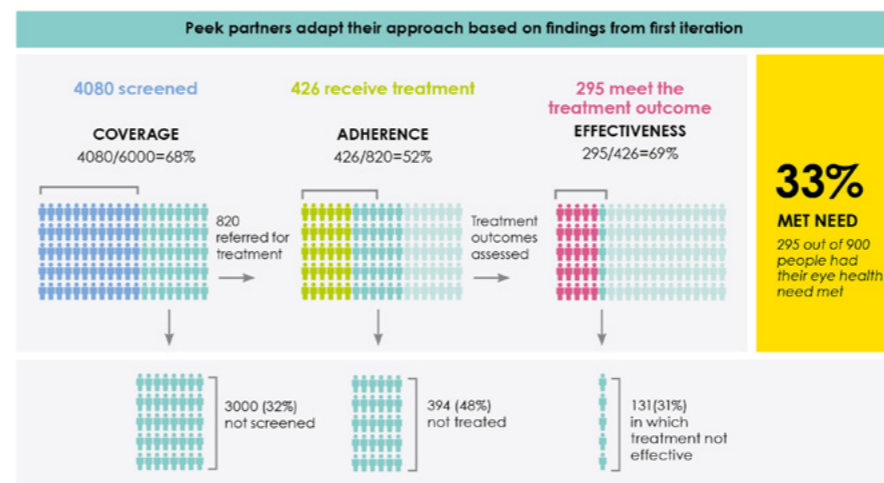 Peek partners adapt their approach based on findings from first iteration
4080 screened
COVERAGE
4080/6000=68%
820
referred for
treatment
426 receive treatment
ADHERENCE
426/820=52%
Treatment
outcomes
assessed
295 meet the
treatment outcome
EFFECTIVENESS
295/426=69%
33%
MET NEED
295 out of 900
people had
their eye health
need met
3000 (32%)
not screened
394 (48%)
not treated
131(31%)
in which
treatment not
effective